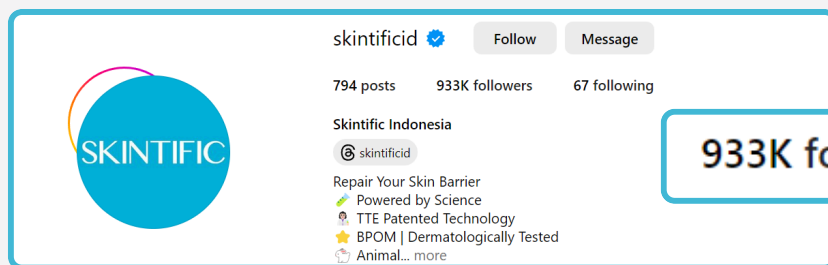 skintificid Follow Message
794 posts 933K followers 67 following
Skintific Indonesia
skintificid
SKINTIFIC
933K fo
Repair Your Skin Barrier
Powered by Science
TTE Patented Technology
BPOM | Dermatologically Tested
Animal... more